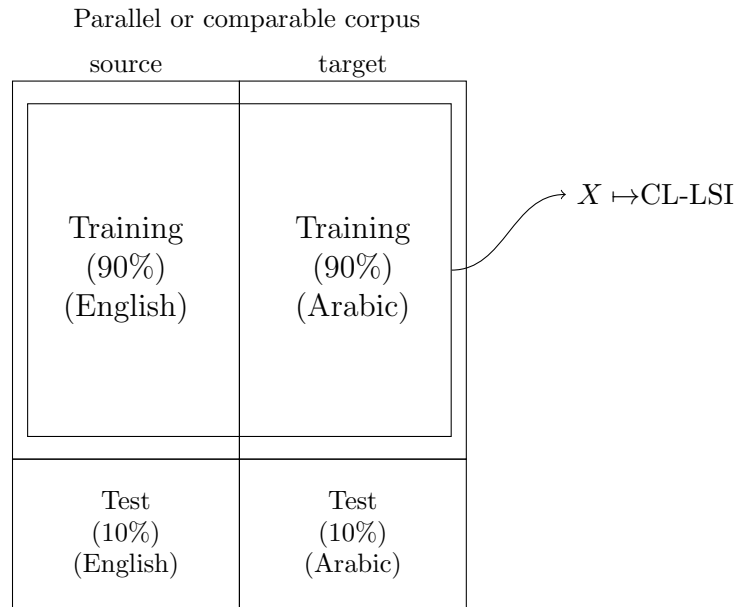 Parallel or comparable corpus
source target
Training
(90%)
(English)
Training
(90%)
(Arabic)
X ↦CL-LSI
Test
(10%)
(English)
Test
(10%)
(Arabic)